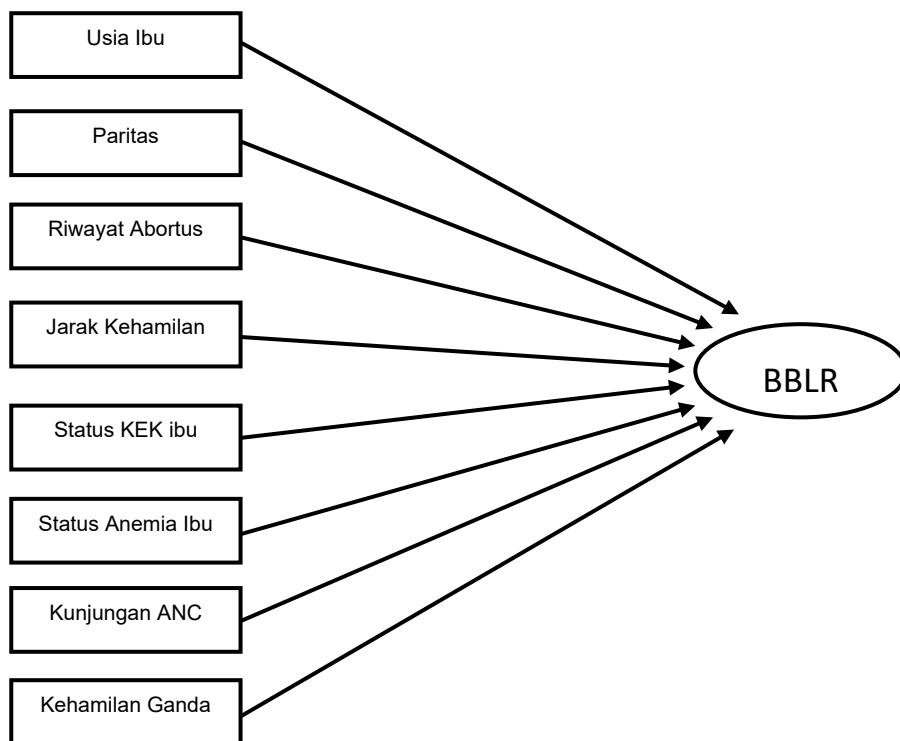 Usia Ibu
Paritas
Riwayat Abortus
Jarak Kehamilan
BBLR
Status KEK ibu
Status Anemia Ibu
Kunjungan ANC
Kehamilan Ganda